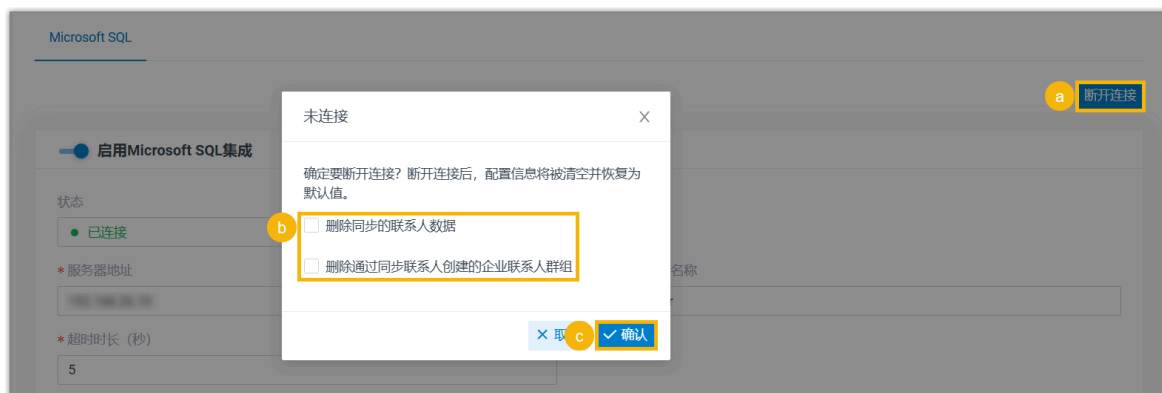 Microsoft SQL
a
断开连接
未连接
启用Microsoft SQL集成
确定要断开连接？断开连接后，配置信息将被清空并恢复为
默认值。
状态
已连接
b
删除同步的联系人数据
删除通过同步联系人创建的企业联系人群组
*服务器地址
名称
*超时时长（秒）
c
确认
5